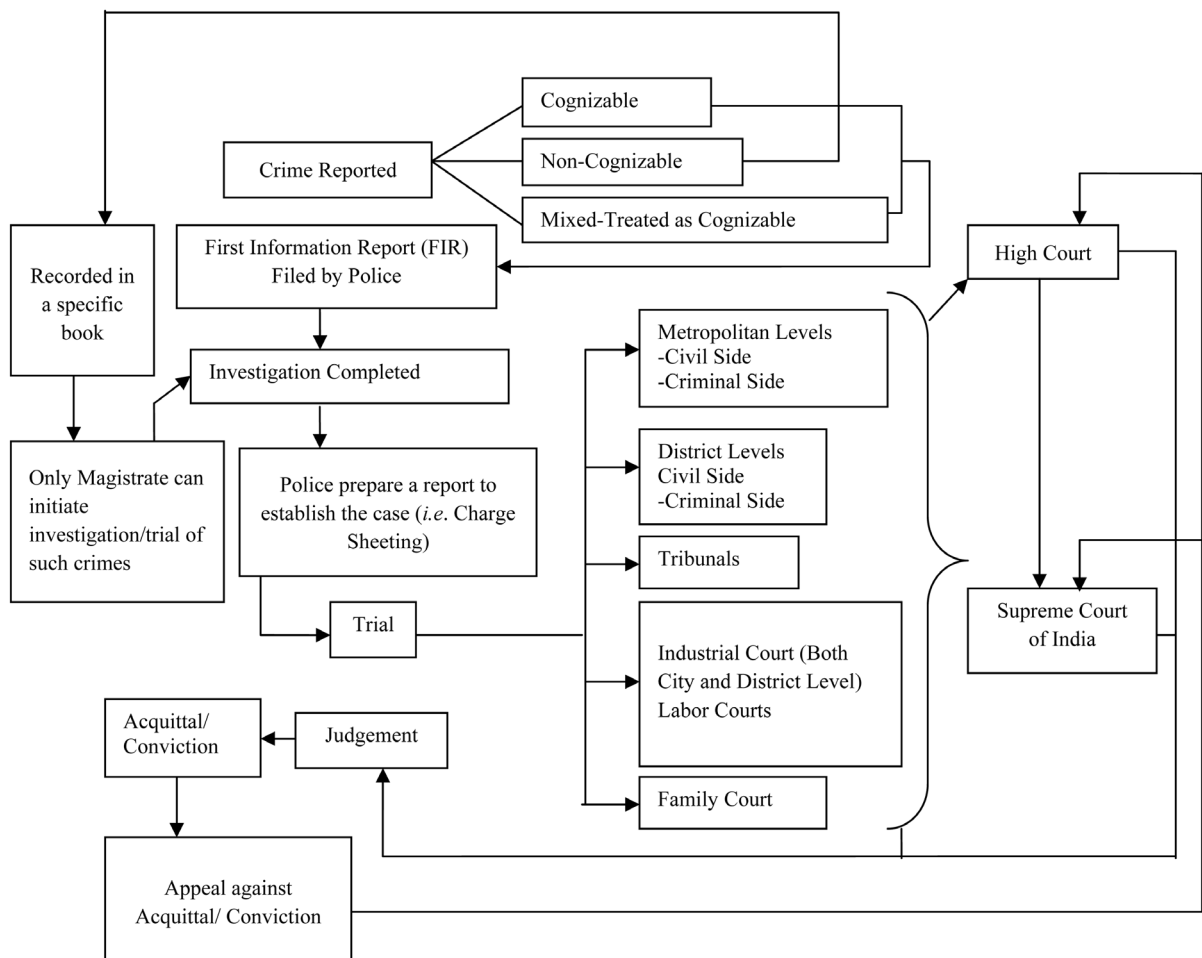 Cognizable
Crime Reported
Non-Cognizable
Mixed-Treated as Cognizable
First Information Report (FIR)
Filed by Police
High Court
Recorded in
a specific
book
Metropolitan Levels
-Civil Side
-Criminal Side
Investigation Completed
Only Magistrate can
initiate
investigation/trial of
such crimes
Police prepare a report to
establish the case (i.e. Charge
Sheeting)
District Levels
Civil Side
-Criminal Side
Tribunals
Supreme Court
of India
Trial
Industrial Court (Both
City and District Level)
Labor Courts
Acquittal/
Conviction
Judgement
Family Court
Appeal against
Acquittal/ Conviction